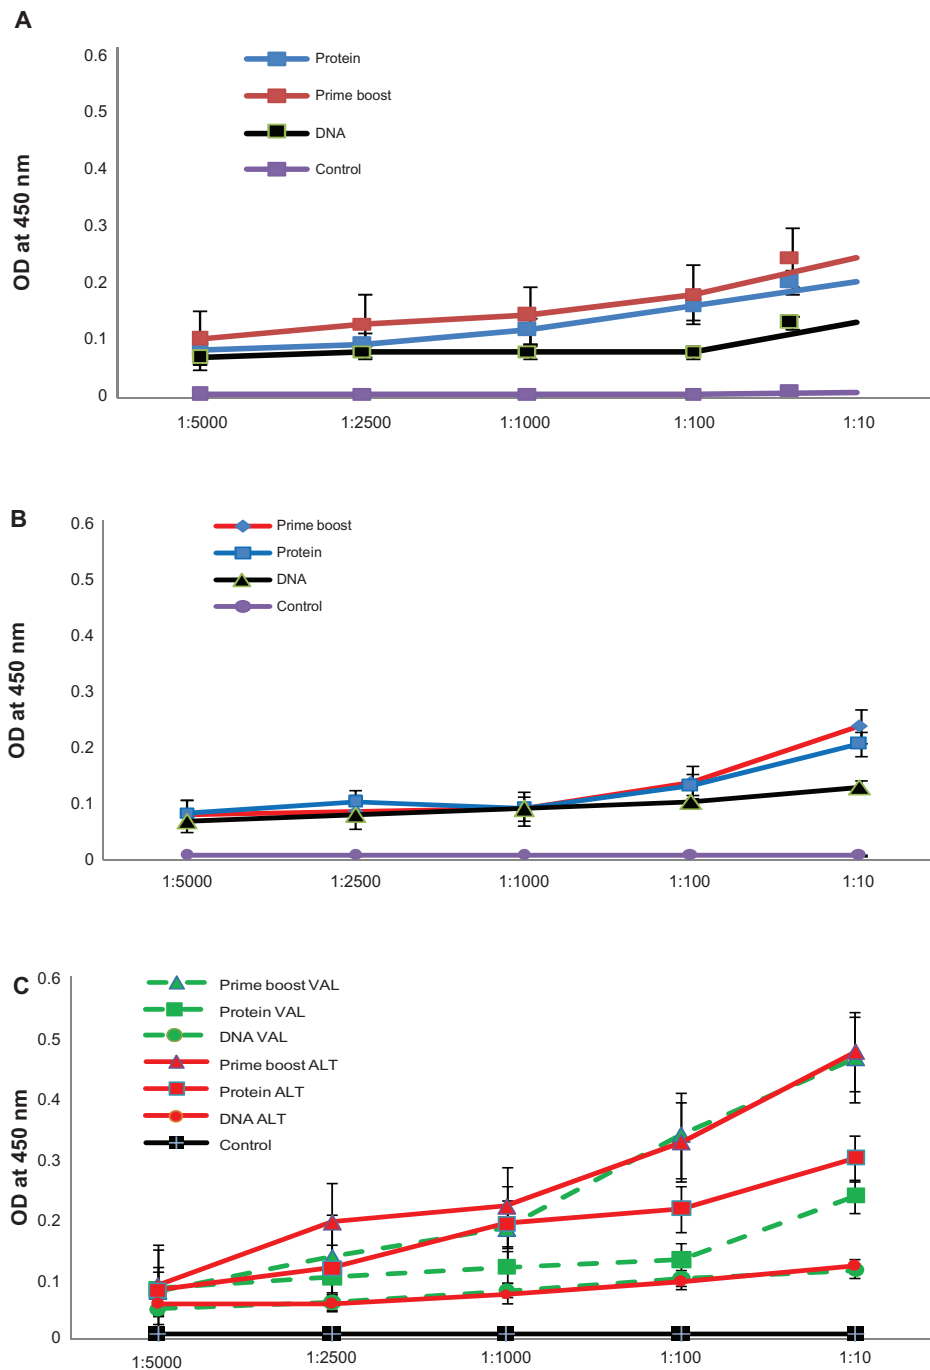 A
0.6
0.5
0.4
0.3
0.2
0.1
0
OD at 450 nm
Protein
Prime boost
DNA
Control
1:5000 1:2500 1:1000 1:100 1:10
B
0.6
0.5
0.4
0.3
0.2
0.1
0
OD at 450 nm
Prime boost
Protein
DNA
Control
1:5000 1:2500 1:1000 1:100 1:10
C
0.6
0.5
0.4
0.3
0.2
0.1
0
OD at 450 nm
Prime boost VAL
Protein VAL
DNA VAL
Prime boost ALT
Protein ALT
DNA ALT
Control
1:5000 1:2500 1:1000 1:100 1:10